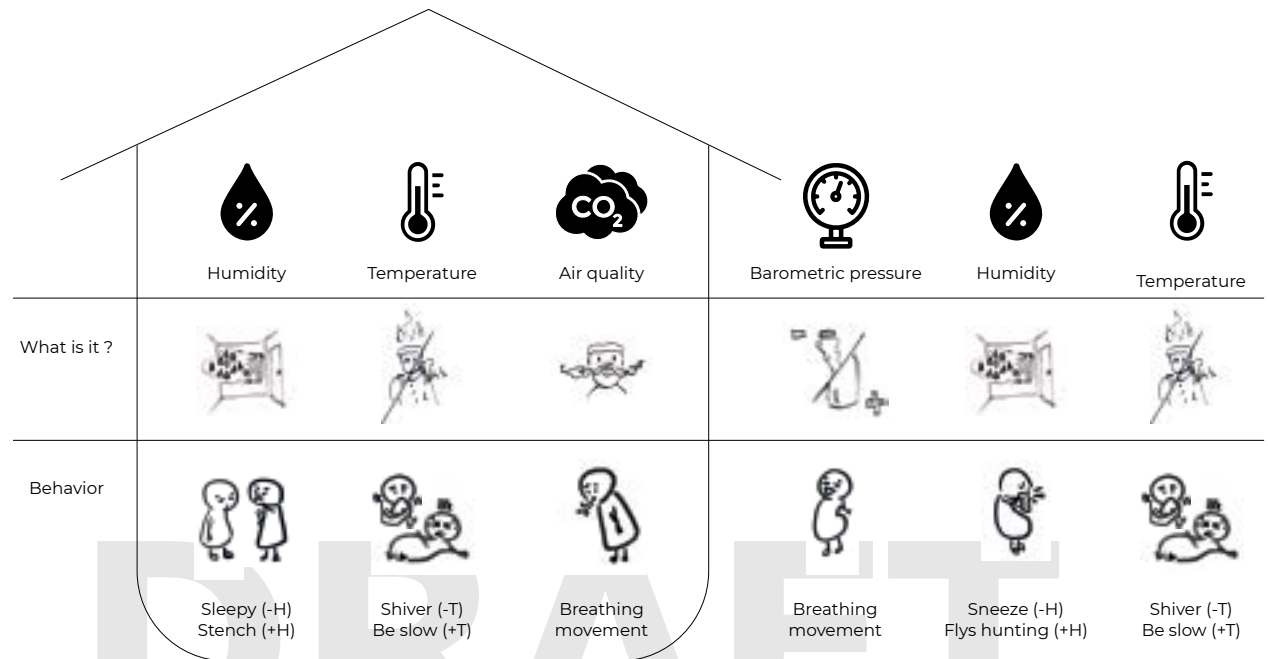 CO2
Humidity
Temperature
Air quality
Barometric pressure
Humidity
Temperature
What is it ?
Behavior
Sleepy (-H)
Stench (+H)
Shiver (-T)
Be slow (+T)
Breathing
movement
Breathing
movement
Sneeze (-H)
Flys hunting (+H)
Shiver (-T)
Be slow (+T)
DRAFT